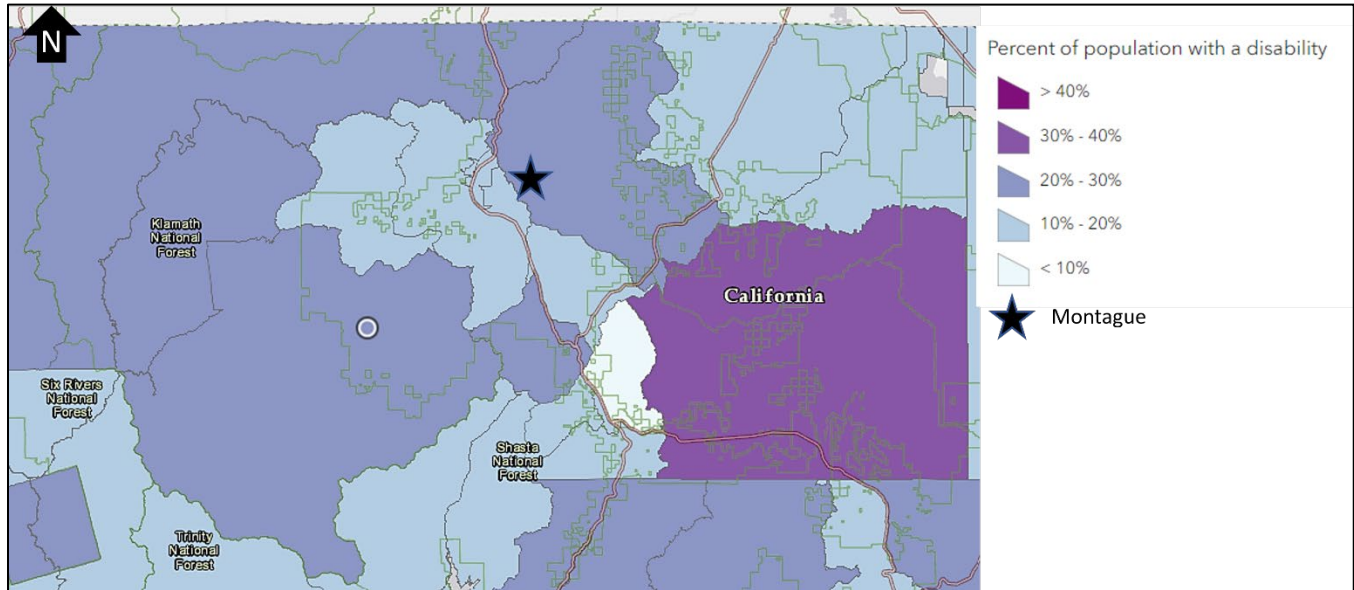 N
Percent of population with a disability
> 40%
30% - 40%
20% - 30%
10% - 20%
< 10%
Montague
Klamath
National
Forest
California
Six Rivers
National
Forest
Shasta
National
Forest
Trinity
National
Forest